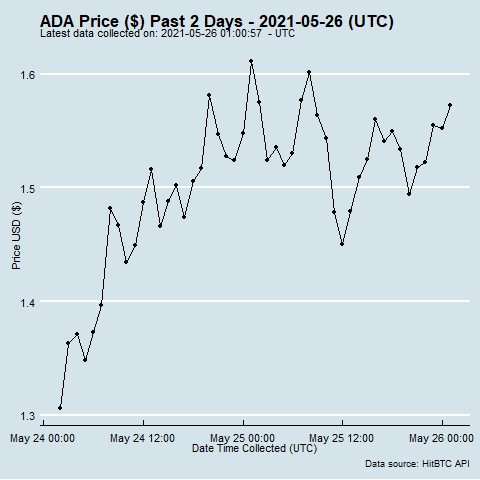 ADA Price ($) Past 2 Days - 2021-05-26 (UTC)
Latest data collected on: 2021-05-26 01:00:57  - UTC
1.6
1.5
1.4
1.3
Price USD ($)
May 24 00:00 May 24 12:00 May 25 00:00 May 25 12:00 May 26 00:00
Date Time Collected (UTC)
Data source: HitBTC API